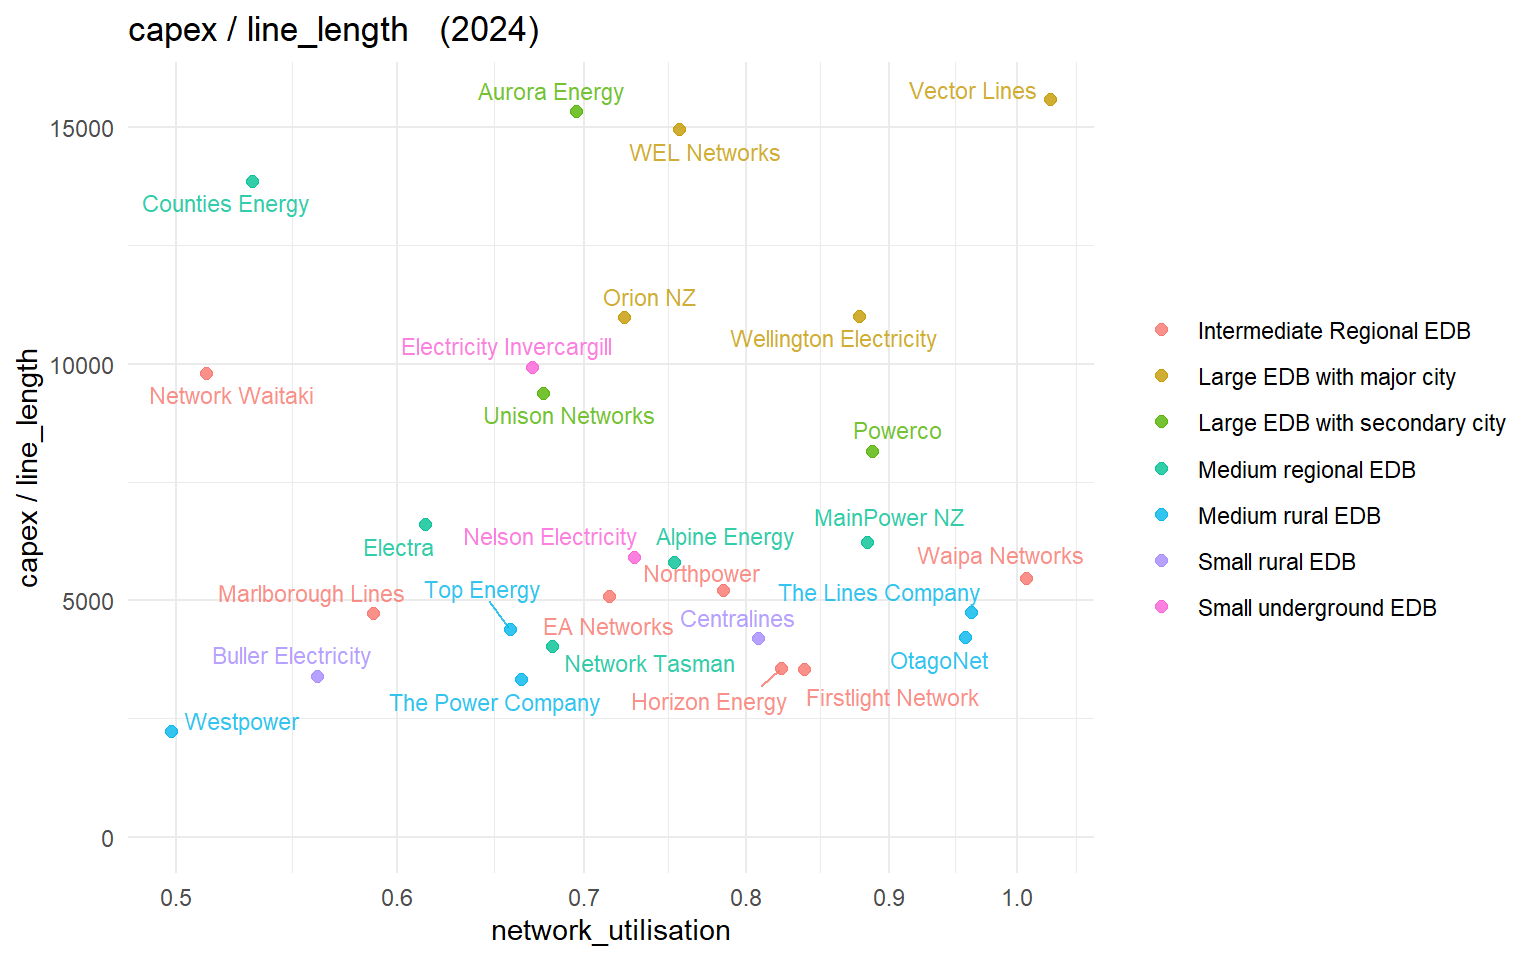 capex / line_length (2024)
Aurora Energy
Vector Lines
15000
WEL Networks
Counties Energy
Orion NZ
Wellington Electricity
Electricity Invercargill
10000
Network Waitaki
Unison Networks
Powerco
MainPower NZ
Nelson Electricity
Alpine Energy
Electra
Waipa Networks
Northpower
Marlborough Lines
Top Energy
The Lines Company
5000
Centralines
EA Networks
Buller Electricity
Network Tasman
OtagoNet
The Power Company
Horizon Energy
Firstlight Network
Westpower
0
capex / line_length
0.5 0.6 0.7 0.8 0.9 1.0
network_utilisation
Intermediate Regional EDB
Large EDB with major city
Large EDB with secondary city
Medium regional EDB
Medium rural EDB
Small rural EDB
Small underground EDB